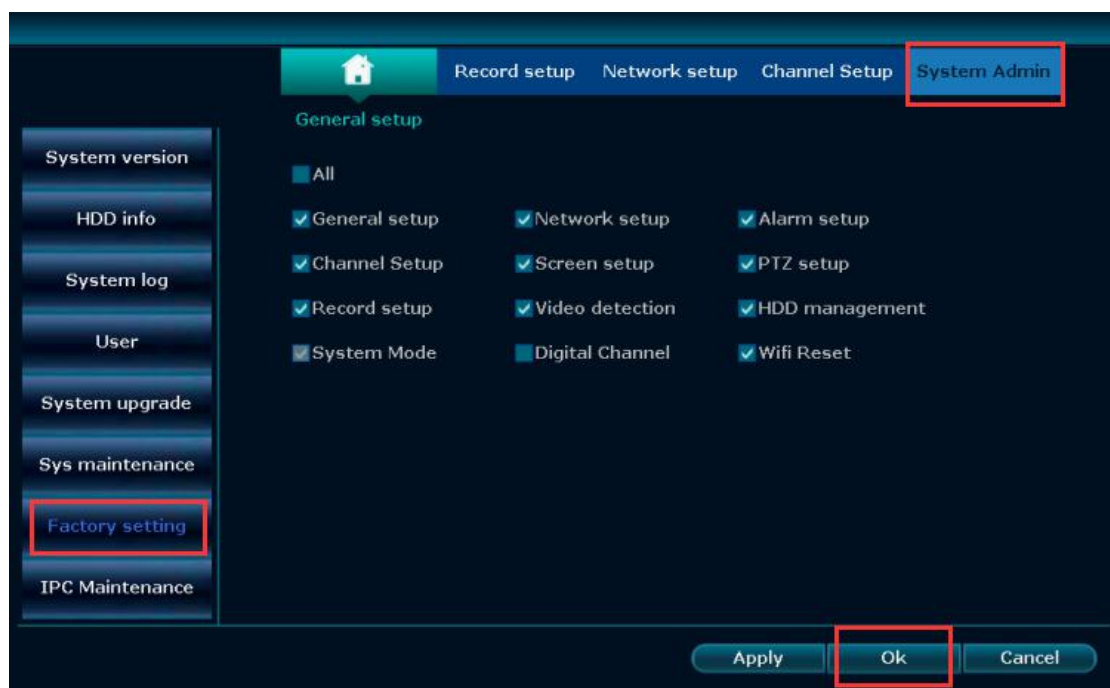 Record setup Network setup Channel Setup System Admin
General setup
System version
HDD info
System log
User
System upgrade
Sys maintenance
Factory setting
IPC Maintenance
All
General setup Network setup Alarm setup
Channel Setup Screen setup PTZ setup
Record setup Video detection HDD management
System Mode Digital Channel Wifi Reset
Apply Ok Cancel